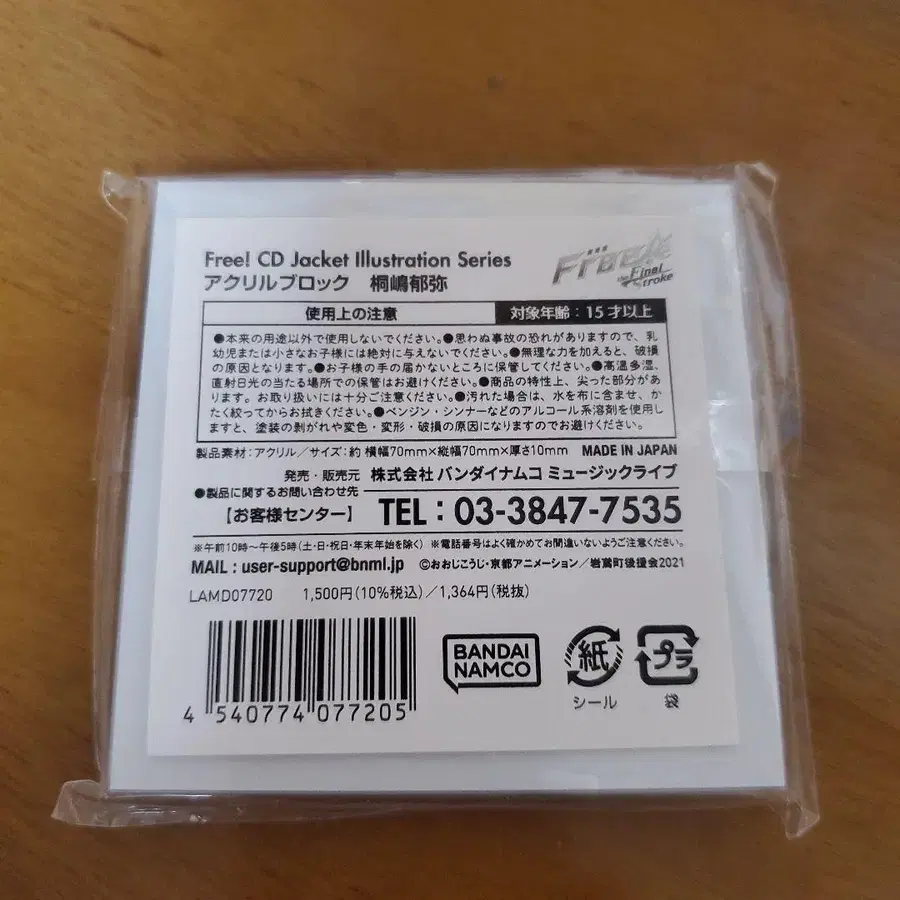 Free! CD Jacket Illustration Series
アクリルブロック 桐嶋郁弥
Free!
the Final Stroke
使用上の注意
対象年齢：15才以上
●本来の用途以外で使用しないでください。●思わぬ事故の恐れがありますので、乳
幼児または小さなお子様には絶対に与えないでください。●無理な力を加えると、破損
の原因となります。●お子様の手の届かないところに保管してください。●高温多湿、
直射日光の当たる場所での保管はお避けください。●商品の特性上、尖った部分があ
ります。お取り扱いには十分ご注意ください。●汚れた場合は、水を布に含ませ、か
たく絞ってからお拭きください。●ベンジン・シンナーなどのアルコール系溶剤を使用し
ますと、塗装の剥がれや変色・変形・破損の原因になりますのでお避けください。
製品素材：アクリル／サイズ：約 横幅70mm×縦幅70mm×厚さ10mm MADE IN JAPAN
発売・販売元 株式会社 バンダイナムコ ミュージックライブ
●製品に関するお問い合わせ先
【お客様センター】 TEL：03-3847-7535
※午前10時〜午後5時(土・日・祝日・年末年始を除く) ※電話番号はよく確かめてお間違いないようご注意ください。
MAIL：user-support@bnml.jp ©おおじこうじ・京都アニメーション／岩鳶町後援会2021
LAMD07720 1,500円(10%税込)／1,364円(税抜)
BANDAI
NAMCO
紙
シール
プラ
袋
4 540774 077205